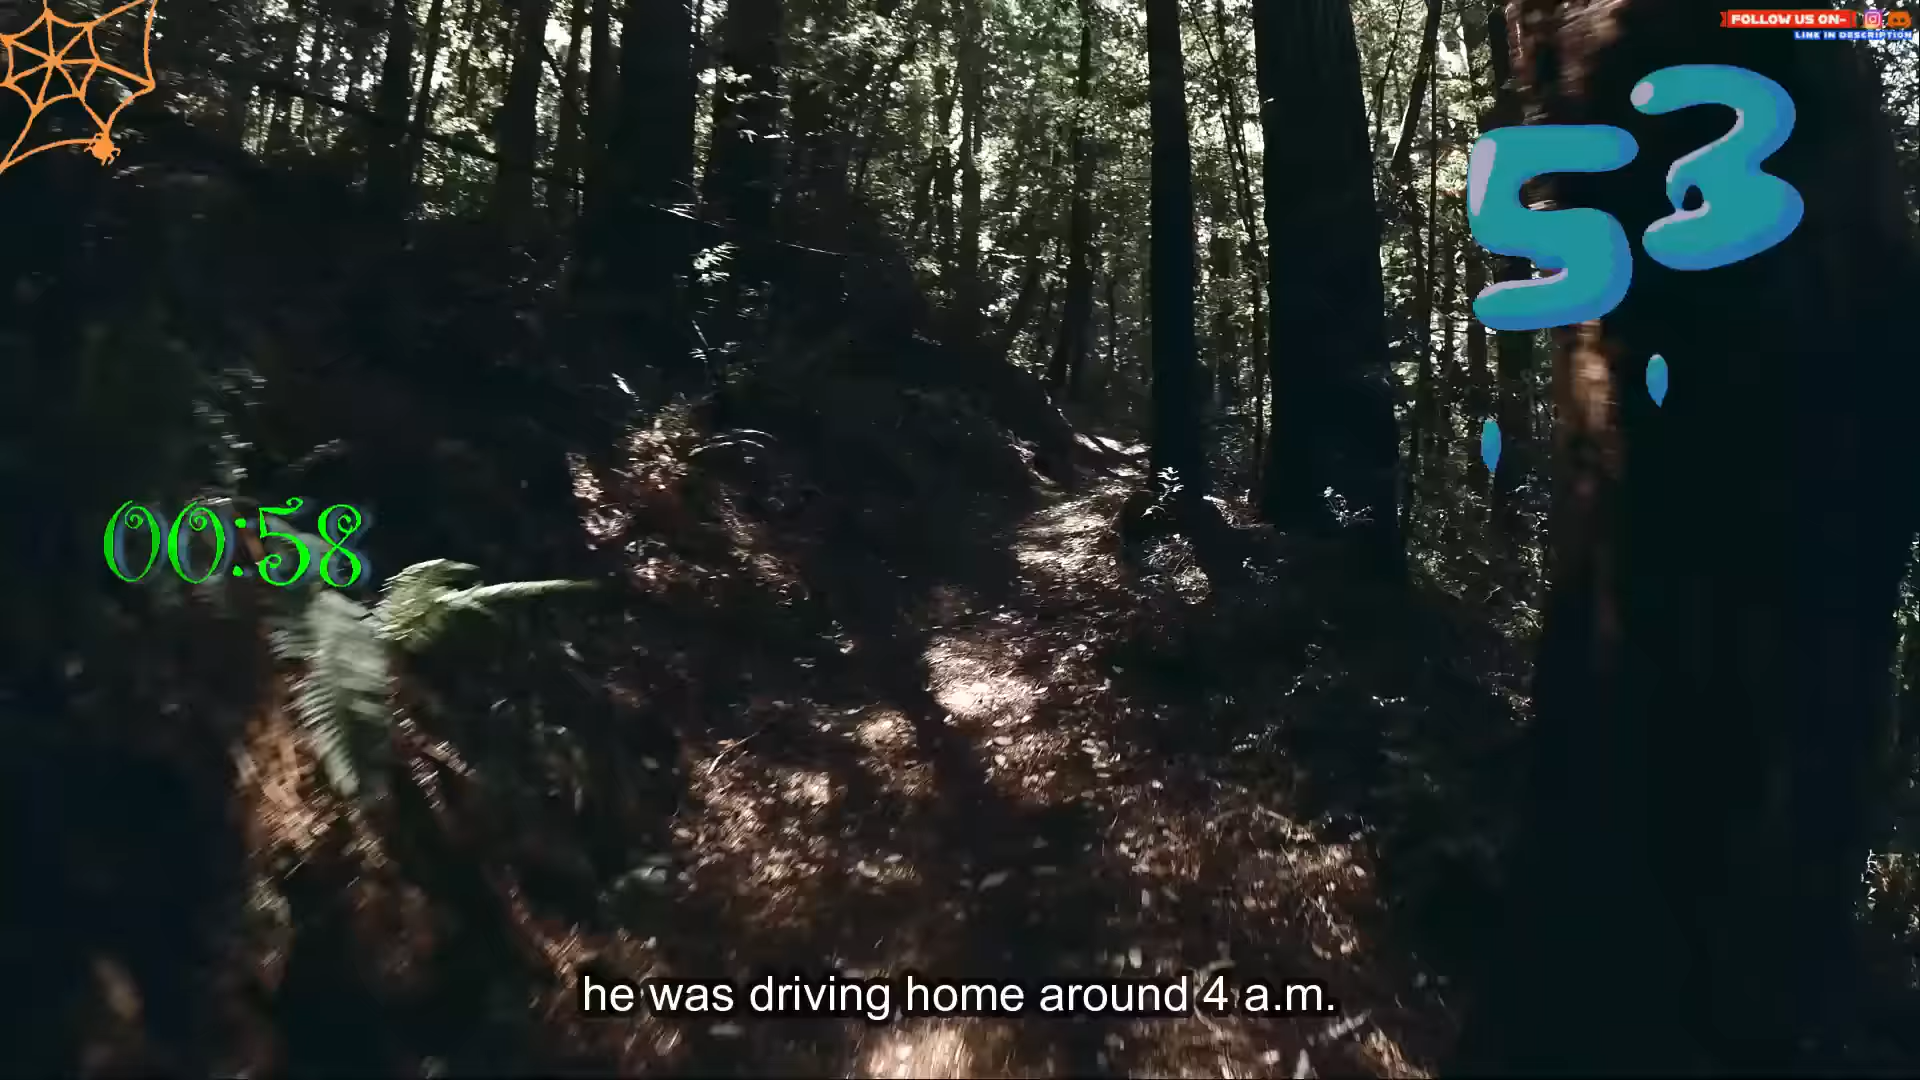 FOLLOW US ON-
LINK IN DESCRIPTION
53
00:58
he was driving home around 4 a.m.